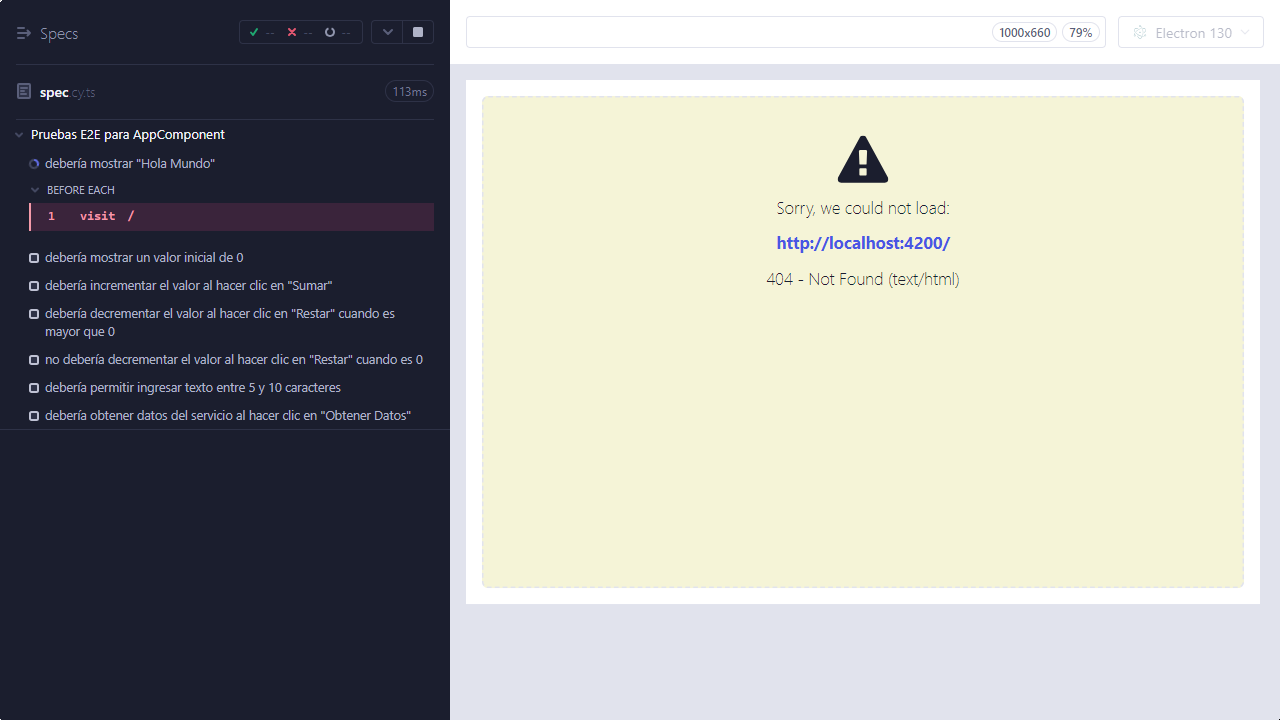 Specs
--
--
--
spec.cy.ts
113ms
Pruebas E2E para AppComponent
debería mostrar "Hola Mundo"
BEFORE EACH
1 visit /
debería mostrar un valor inicial de 0
debería incrementar el valor al hacer clic en "Sumar"
debería decrementar el valor al hacer clic en "Restar" cuando es
mayor que 0
no debería decrementar el valor al hacer clic en "Restar" cuando es 0
debería permitir ingresar texto entre 5 y 10 caracteres
debería obtener datos del servicio al hacer clic en "Obtener Datos"
1000x660
79%
Electron 130
Sorry, we could not load:
http://localhost:4200/
404 - Not Found (text/html)